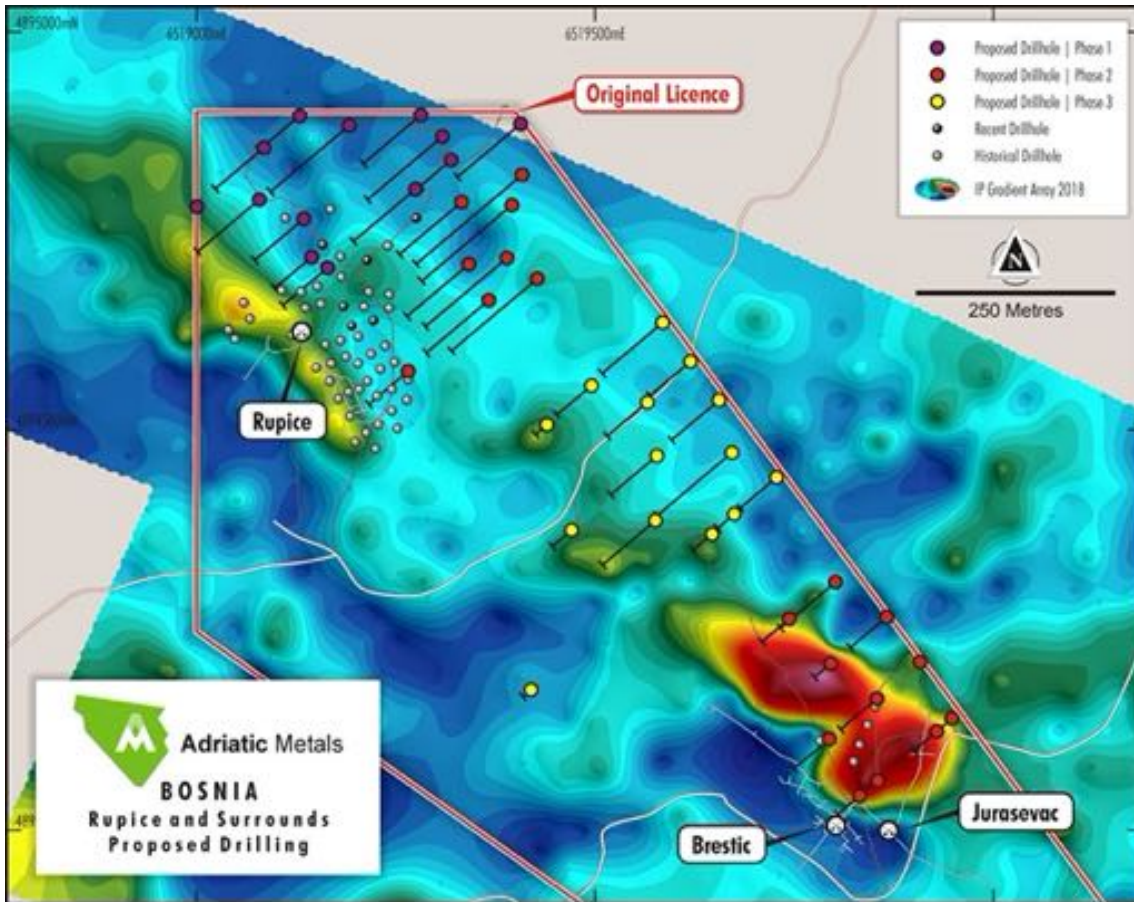 4895000mN
6519000mE
6519500mE
Original Licence
Proposed Drillhole | Phase 1
Proposed Drillhole | Phase 2
Proposed Drillhole | Phase 3
Recent Drillhole
Historical Drillhole
IP Gradient Array 2018
N
250 Metres
Rupice
Adriatic Metals
BOSNIA
Rupice and Surrounds
Proposed Drilling
Brestic
Jurasevac